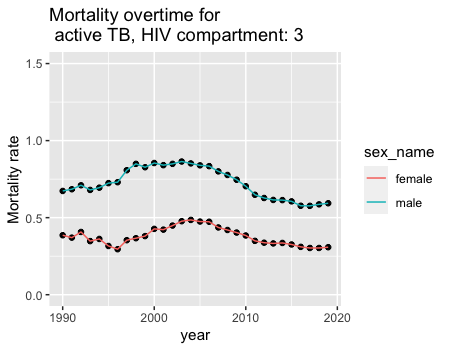 Mortality overtime for
active TB, HIV compartment: 3
1.5
1.0
0.5
0.0
Mortality rate
1990
2000
2010
2020
year
sex_name
female
male